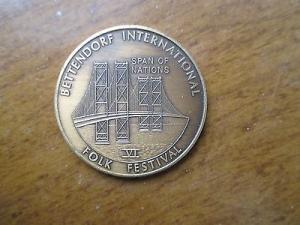 BETTENDORF INTERNATIONAL
SPAN OF
NATIONS
VI
FOLK FESTIVAL